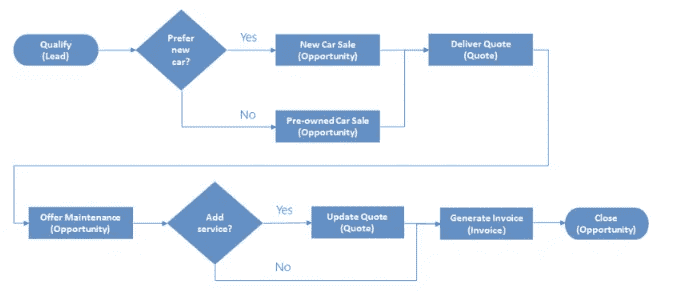 Qualify
(Lead)
Prefer
new
car?
Yes
New Car Sale
(Opportunity)
Deliver Quote
(Quote)
No
Pre-owned Car Sale
(Opportunity)
Offer Maintenance
(Opportunity)
Add
service?
Yes
Update Quote
(Quote)
Generate Invoice
(Invoice)
Close
(Opportunity)
No